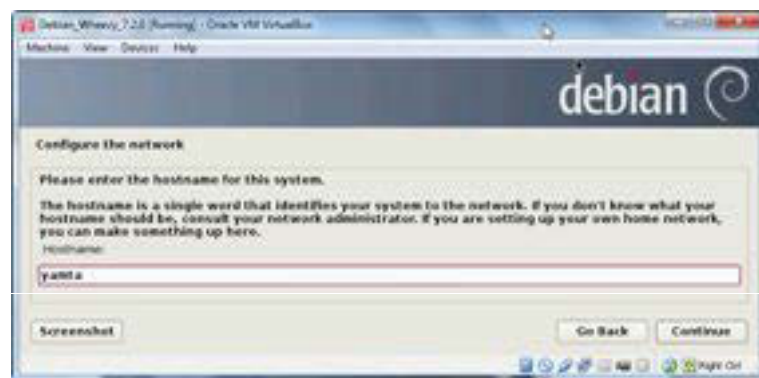 Debian_Wheezy_7.2.0 [Running] - Oracle VM VirtualBox
Machine View Devices Help
debian
Configure the network
Please enter the hostname for this system.
The hostname is a single word that identifies your system to the network. If you don't know what your
hostname should be, consult your network administrator. If you are setting up your own home network,
you can make something up here.
Hostname:
Screenshot
Go Back
Continue
Right Ctrl